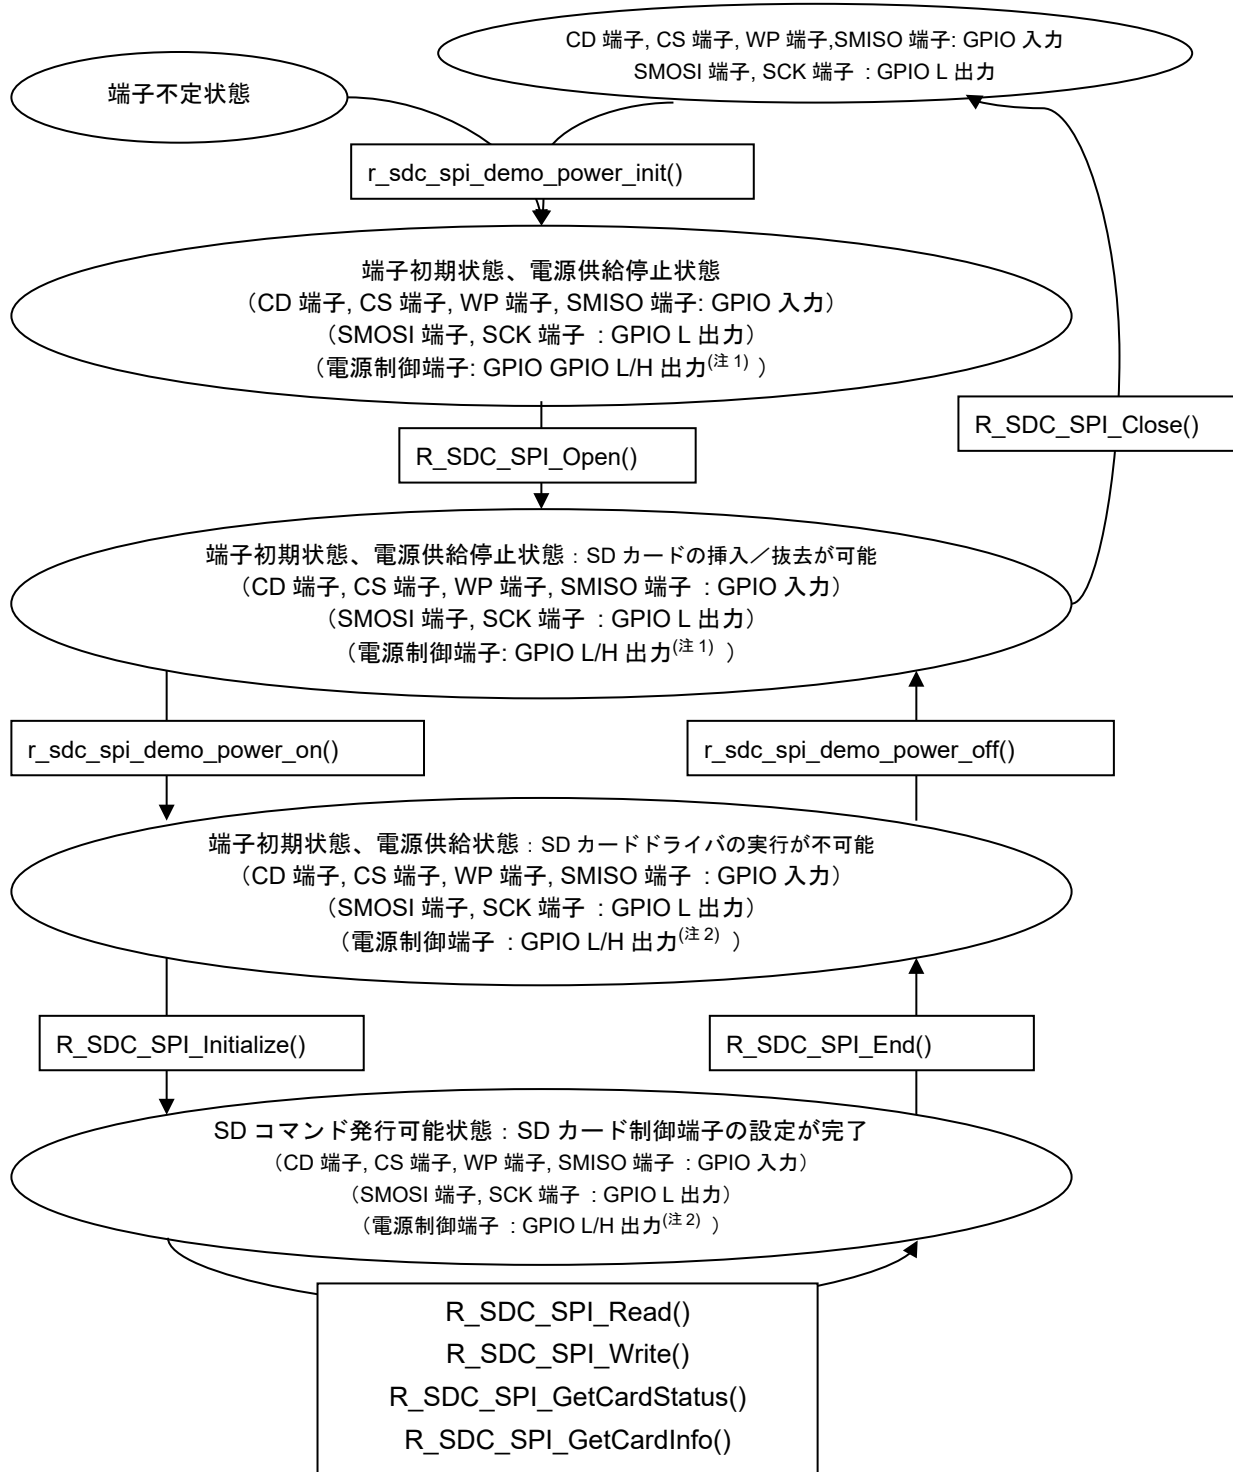 CD 端子, CS 端子, WP 端子,SMISO 端子: GPIO 入力
SMOSI 端子, SCK 端子 : GPIO L 出力
端子不定状態
r_sdc_spi_demo_power_init()
端子初期状態、電源供給停止状態
（CD 端子, CS 端子, WP 端子, SMISO 端子: GPIO 入力）
（SMOSI 端子, SCK 端子 : GPIO L 出力）
（電源制御端子: GPIO GPIO L/H 出力(注 1) ）
R_SDC_SPI_Close()
R_SDC_SPI_Open()
端子初期状態、電源供給停止状態：SD カードの挿入／抜去が可能
（CD 端子, CS 端子, WP 端子, SMISO 端子 : GPIO 入力）
（SMOSI 端子, SCK 端子 : GPIO L 出力）
（電源制御端子: GPIO L/H 出力(注 1) ）
r_sdc_spi_demo_power_on()
r_sdc_spi_demo_power_off()
端子初期状態、電源供給状態：SD カードドライバの実行が不可能
（CD 端子, CS 端子, WP 端子, SMISO 端子 : GPIO 入力）
（SMOSI 端子, SCK 端子 : GPIO L 出力）
（電源制御端子 : GPIO L/H 出力(注 2) ）
R_SDC_SPI_Initialize()
R_SDC_SPI_End()
SD コマンド発行可能状態：SD カード制御端子の設定が完了
（CD 端子, CS 端子, WP 端子, SMISO 端子 : GPIO 入力）
（SMOSI 端子, SCK 端子 : GPIO L 出力）
（電源制御端子 : GPIO L/H 出力(注 2) ）
R_SDC_SPI_Read()
R_SDC_SPI_Write()
R_SDC_SPI_GetCardStatus()
R_SDC_SPI_GetCardInfo()